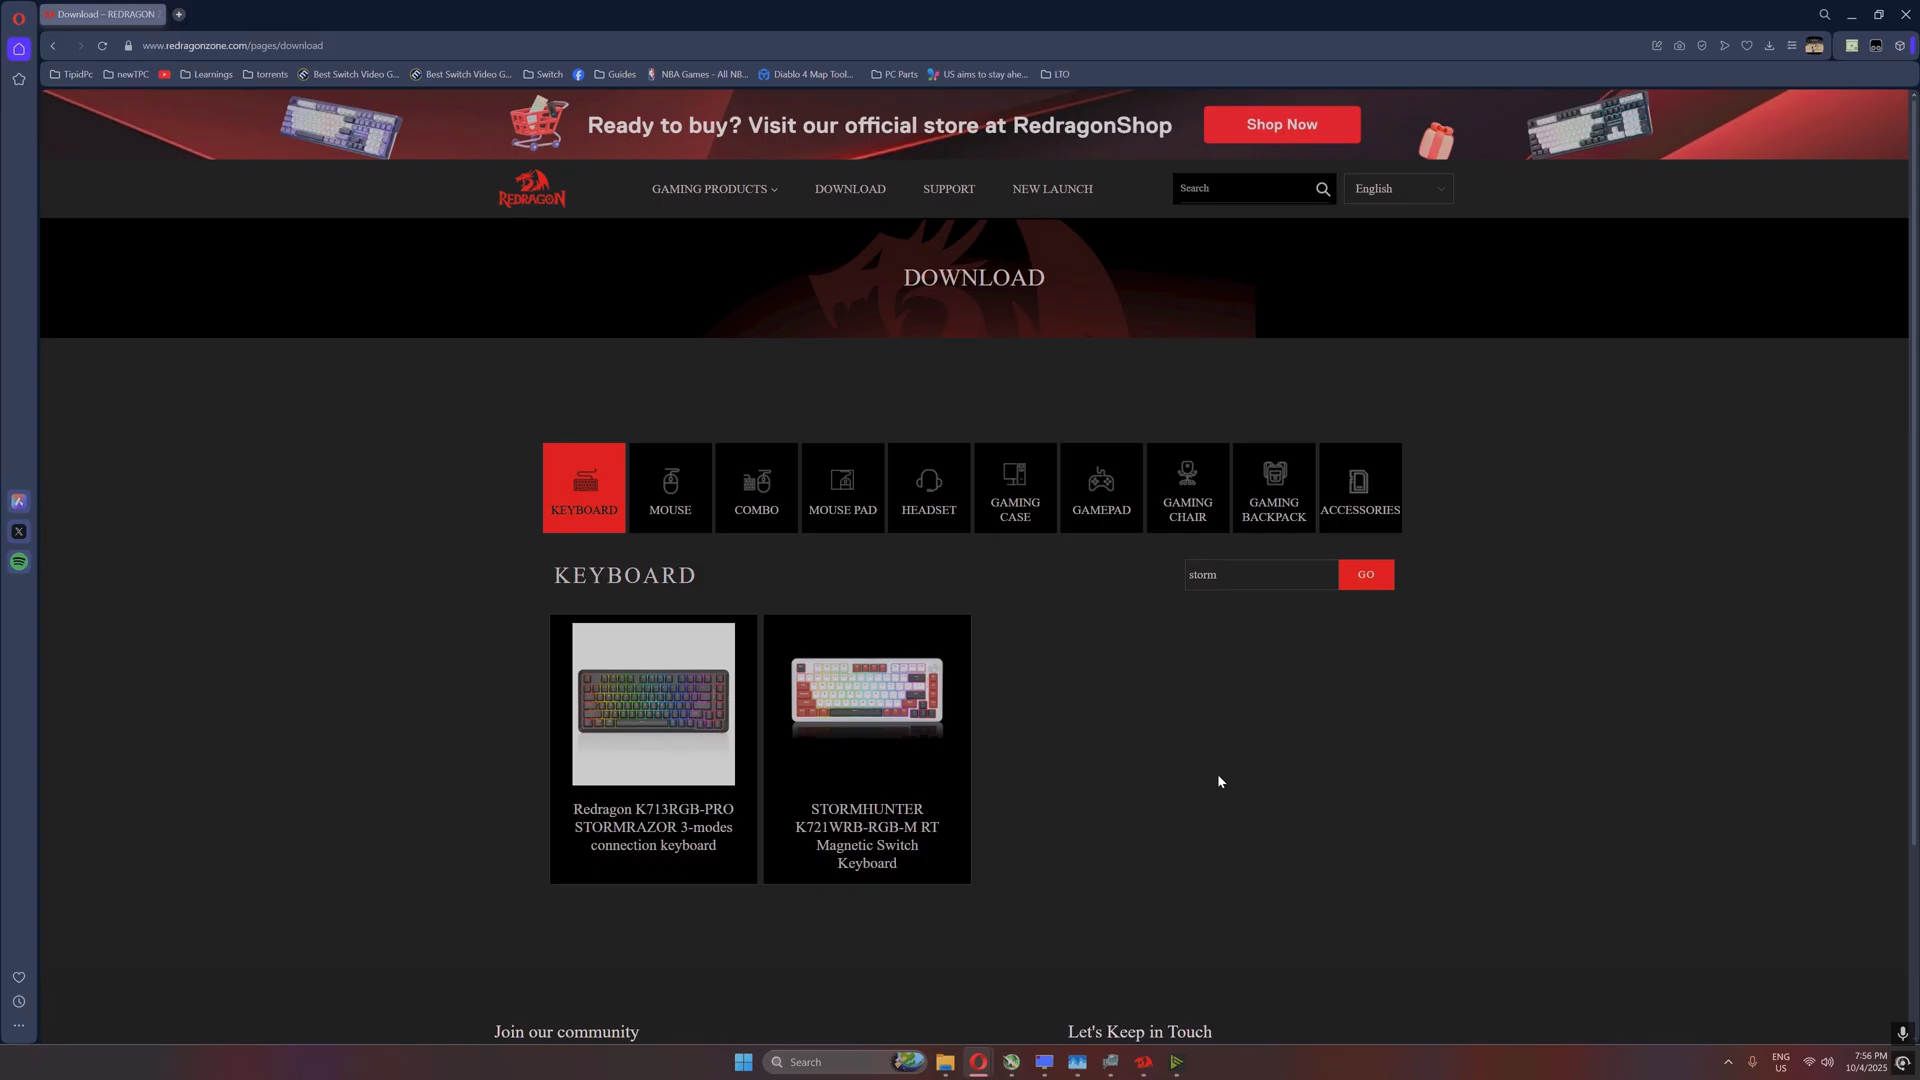 Download – REDRAGON Z
www.redragonzone.com/pages/download
TipidPc
newTPC
Learnings
torrents
Best Switch Video G...
Best Switch Video G...
Switch
Guides
NBA Games - All NB...
Diablo 4 Map Tool...
PC Parts
US aims to stay ahe...
LTO
Ready to buy? Visit our official store at RedragonShop
Shop Now
REDRAGON
GAMING PRODUCTS
DOWNLOAD
SUPPORT
NEW LAUNCH
Search
English
DOWNLOAD
KEYBOARD
MOUSE
COMBO
MOUSE PAD
HEADSET
GAMING
CASE
GAMEPAD
GAMING
CHAIR
GAMING
BACKPACK
ACCESSORIES
KEYBOARD
storm
GO
Redragon K713RGB-PRO
STORMRAZOR 3-modes
connection keyboard
STORMHUNTER
K721WRB-RGB-M RT
Magnetic Switch
Keyboard
Join our community
Let's Keep in Touch
Search
ENG
US
7:56 PM
10/4/2025